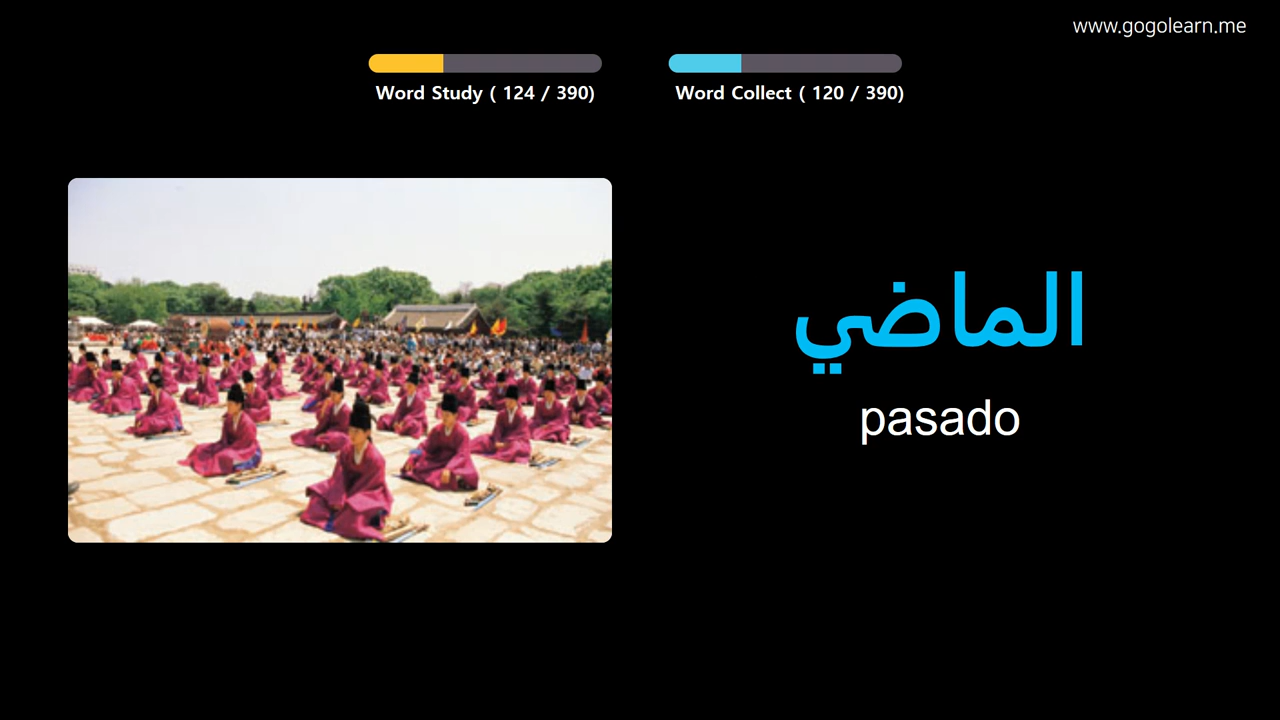 www.gogolearn.me
Word Study ( 124 / 390)
Word Collect ( 120 / 390)
الماضي
pasado